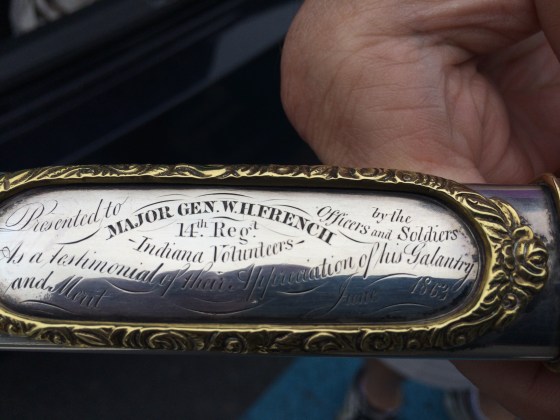 Presented to MAJOR GEN. W.H. FRENCH by the
14th. Regt. Officers and Soldiers
- Indiana Volunteers -
As a testimonial of their Appreciation of his Galantry
and Merit June 1863